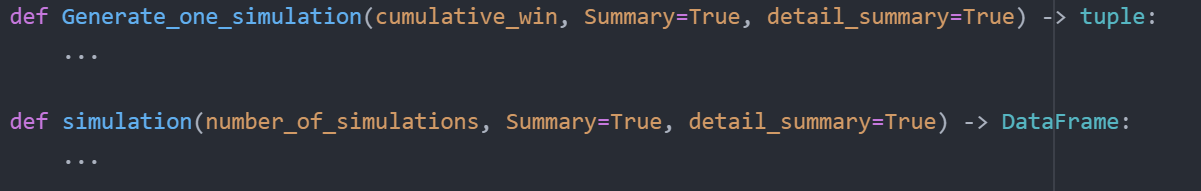 def Generate_one_simulation(cumulative_win, Summary=True, detail_summary=True) -> tuple:
    ...
def simulation(number_of_simulations, Summary=True, detail_summary=True) -> DataFrame:
    ...